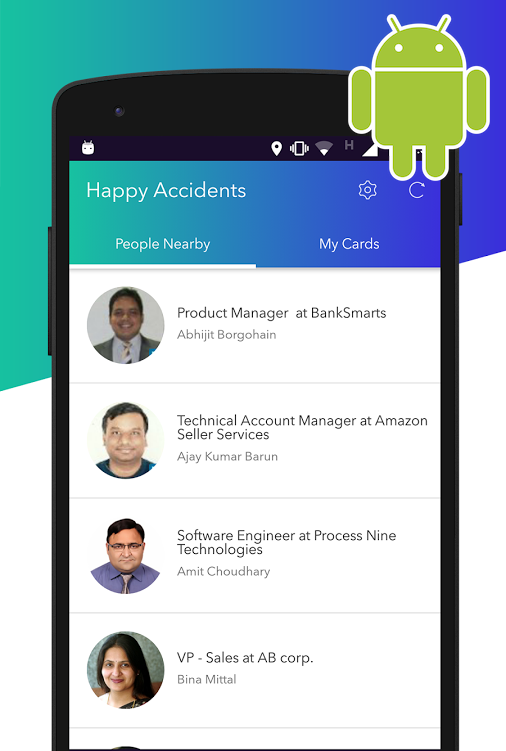 H
Happy Accidents
People Nearby
My Cards
Product Manager  at BankSmarts
Abhijit Borgohain
Technical Account Manager at Amazon
Seller Services
Ajay Kumar Barun
Software Engineer at Process Nine
Technologies
Amit Choudhary
VP - Sales at AB corp.
Bina Mittal